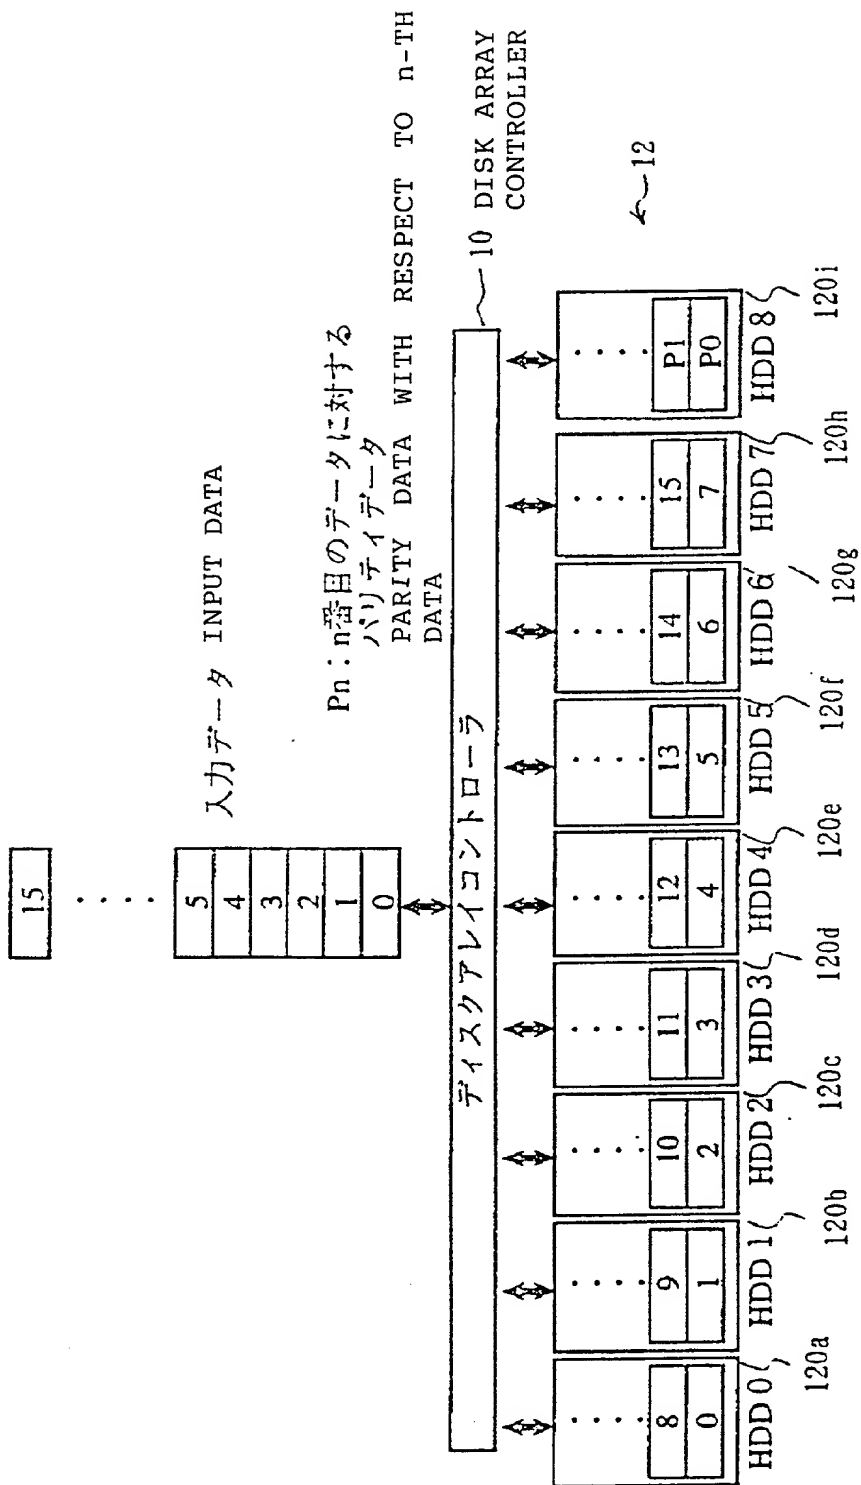 15
5
4
3
2
1
0
入力データ INPUT DATA
Pn：n番目のデータに対する
パリティデータ
PARITY DATA WITH RESPECT TO n-TH
DATA
ディスクアレイコントローラ
10 DISK ARRAY
CONTROLLER
12
8
0
HDD 0
120a
9
1
HDD 1
120b
10
2
HDD 2
120c
11
3
HDD 3
120d
12
4
HDD 4
120e
13
5
HDD 5
120f
14
6
HDD 6
120g
15
7
HDD 7
120h
P1
P0
HDD 8
120i